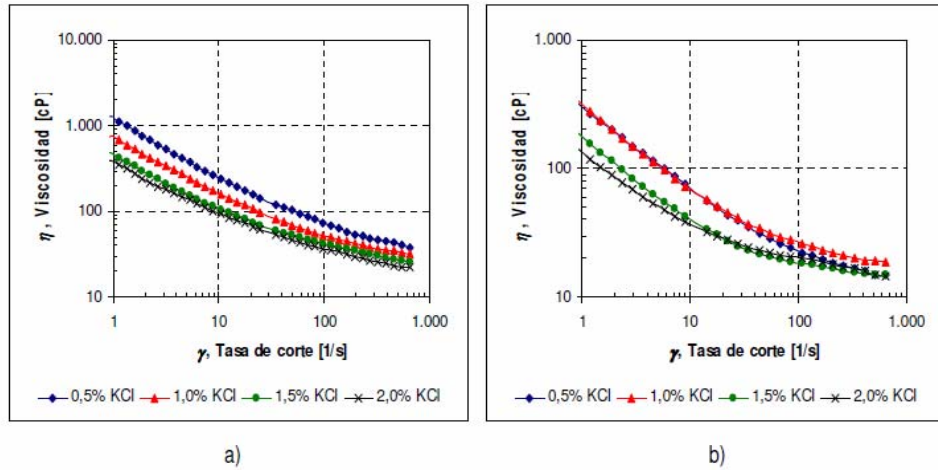 10.000
1.000
100
10
η , Viscosidad [cP]
1 10 100 1.000
γ, Tasa de corte [1/s]
0,5% KCl 1,0% KCl 1,5% KCl 2,0% KCl
a)
1.000
100
10
η , Viscosidad [cP]
1 10 100 1.000
γ, Tasa de corte [1/s]
0,5% KCl 1,0% KCl 1,5% KCl 2,0% KCl
b)